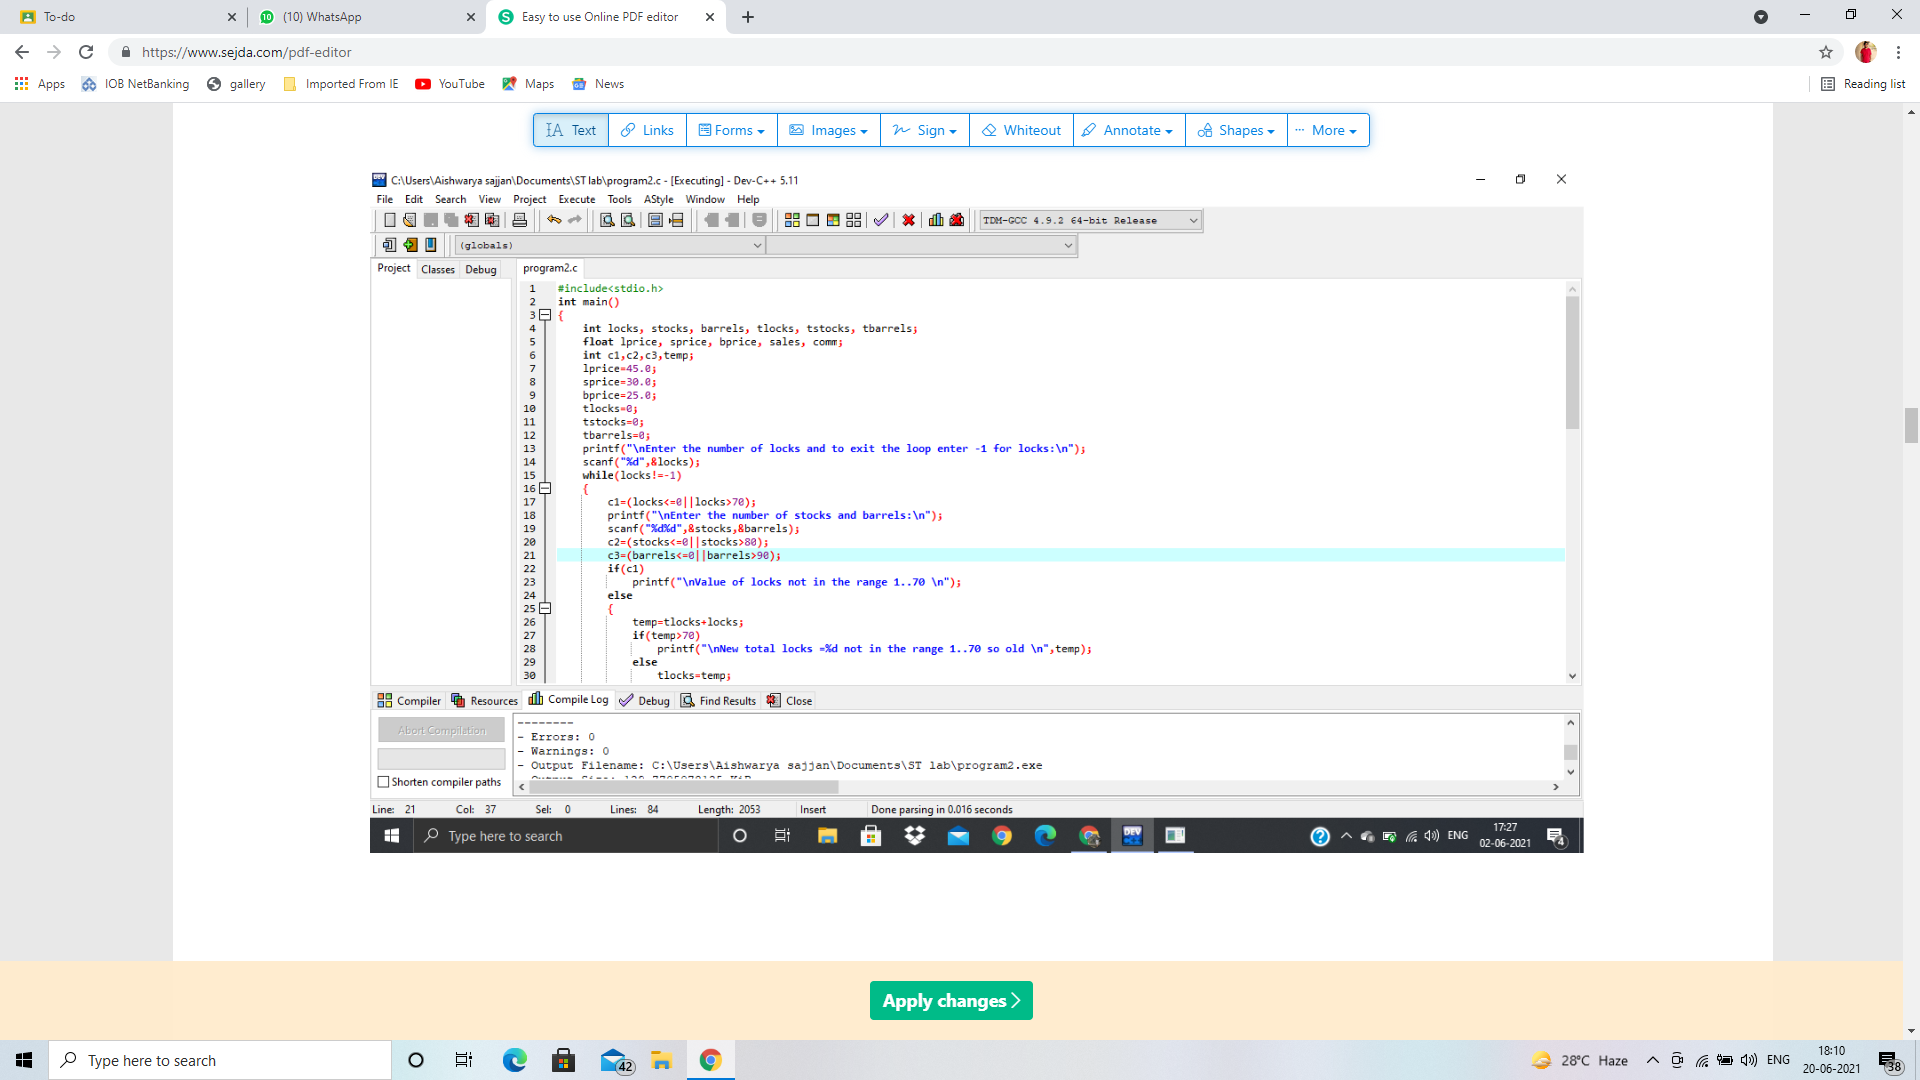 To-do
(10) WhatsApp
Easy to use Online PDF editor
https://www.sejda.com/pdf-editor
Apps IOB NetBanking gallery Imported From IE YouTube Maps News Reading list
Text Links Forms Images Sign Whiteout Annotate Shapes More
C:\Users\Aishwarya sajjan\Documents\ST lab\program2.c - [Executing] - Dev-C++ 5.11
File Edit Search View Project Execute Tools AStyle Window Help
TDM-GCC 4.9.2 64-bit Release
(globals)
Project Classes Debug program2.c
1 #include<stdio.h>
2 int main()
3 {
4 int locks, stocks, barrels, tlocks, tstocks, tbarrels;
5 float lprice, sprice, bprice, sales, comm;
6 int c1,c2,c3,temp;
7 lprice=45.0;
8 sprice=30.0;
9 bprice=25.0;
10 tlocks=0;
11 tstocks=0;
12 tbarrels=0;
13 printf("\nEnter the number of locks and to exit the loop enter -1 for locks:\n");
14 scanf("%d",&locks);
15 while(locks!=-1)
16 {
17 c1=(locks<=0||locks>70);
18 printf("\nEnter the number of stocks and barrels:\n");
19 scanf("%d%d",&stocks,&barrels);
20 c2=(stocks<=0||stocks>80);
21 c3=(barrels<=0||barrels>90);
22 if(c1)
23 printf("\nValue of locks not in the range 1..70 \n");
24 else
25 {
26 temp=tlocks+locks;
27 if(temp>70)
28 printf("\nNew total locks =%d not in the range 1..70 so old \n",temp);
29 else
30 tlocks=temp;
Compiler Resources Compile Log Debug Find Results Close
Abort Compilation
--------
- Errors: 0
- Warnings: 0
- Output Filename: C:\Users\Aishwarya sajjan\Documents\ST lab\program2.exe
Shorten compiler paths
Line: 21 Col: 37 Sel: 0 Lines: 84 Length: 2053 Insert Done parsing in 0.016 seconds
Type here to search
DEV
ENG
17:27
02-06-2021
4
Apply changes
Type here to search
42
28°C Haze
ENG
18:10
20-06-2021
38